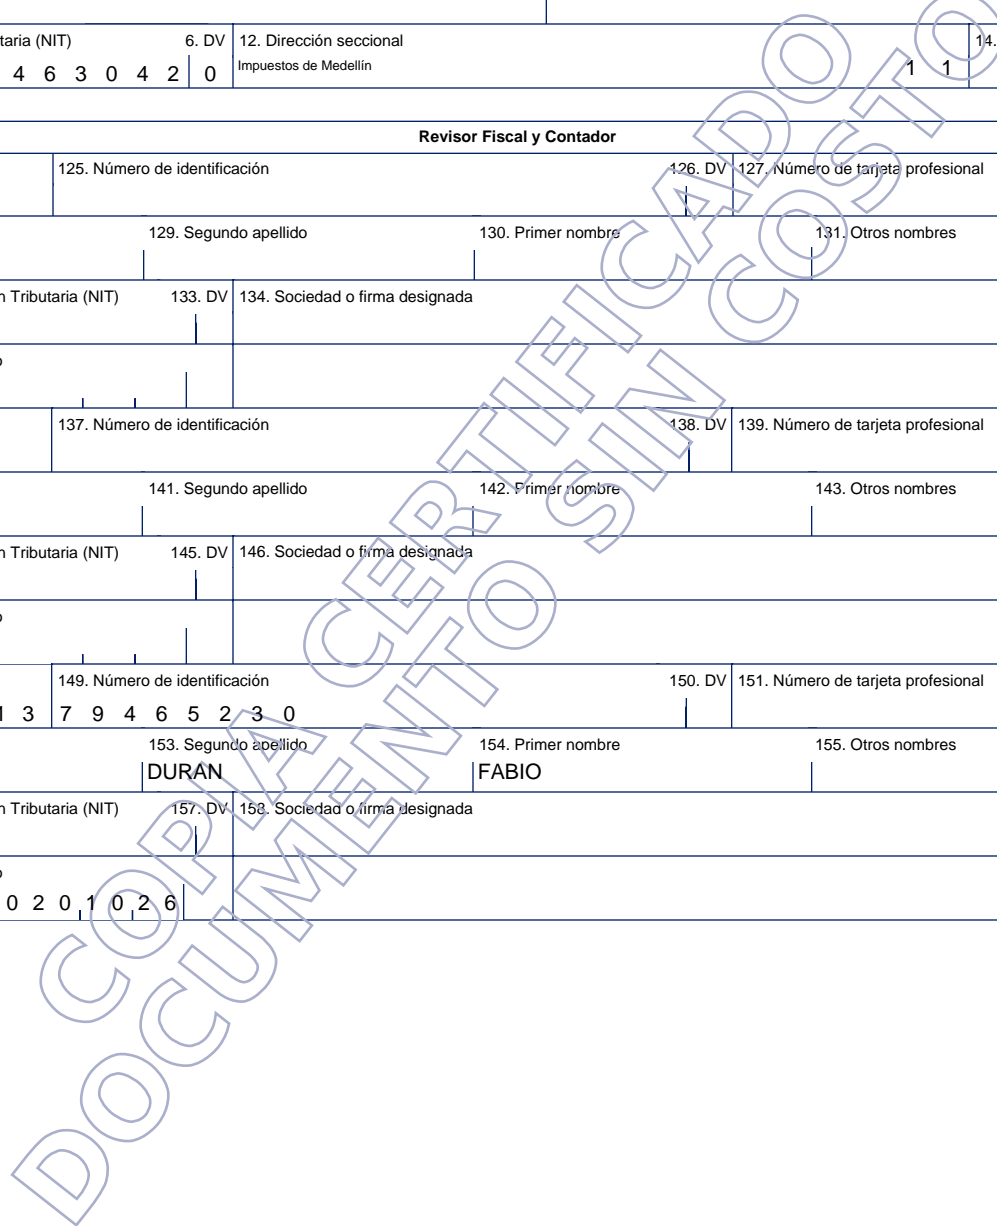 taria (NIT) 6. DV 12. Dirección seccional 14.
4 6 3 0 4 2 0 Impuestos de Medellín 1 1
Revisor Fiscal y Contador
125. Número de identificación 126. DV 127. Número de tarjeta profesional
129. Segundo apellido 130. Primer nombre 131. Otros nombres
n Tributaria (NIT) 133. DV 134. Sociedad o firma designada
o
137. Número de identificación 138. DV 139. Número de tarjeta profesional
141. Segundo apellido 142. Primer nombre 143. Otros nombres
n Tributaria (NIT) 145. DV 146. Sociedad o firma designada
o
149. Número de identificación 150. DV 151. Número de tarjeta profesional
1 3 7 9 4 6 5 2 3 0
153. Segundo apellido 154. Primer nombre 155. Otros nombres
DURAN FABIO
n Tributaria (NIT) 157. DV 158. Sociedad o firma designada
o
0 2 0 1 0 2 6
COPIA CERTIFICADO
DOCUMENTO SIN COSTO